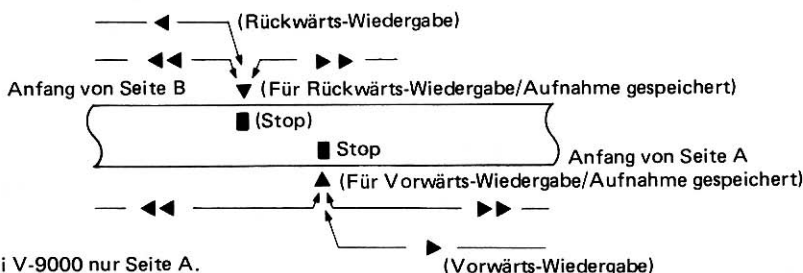 (Rückwärts-Wiedergabe)
Anfang von Seite B
(Für Rückwärts-Wiedergabe/Aufnahme gespeichert)
(Stop)
Stop
Anfang von Seite A
(Für Vorwärts-Wiedergabe/Aufnahme gespeichert)
i V-9000 nur Seite A.
(Vorwärts-Wiedergabe)